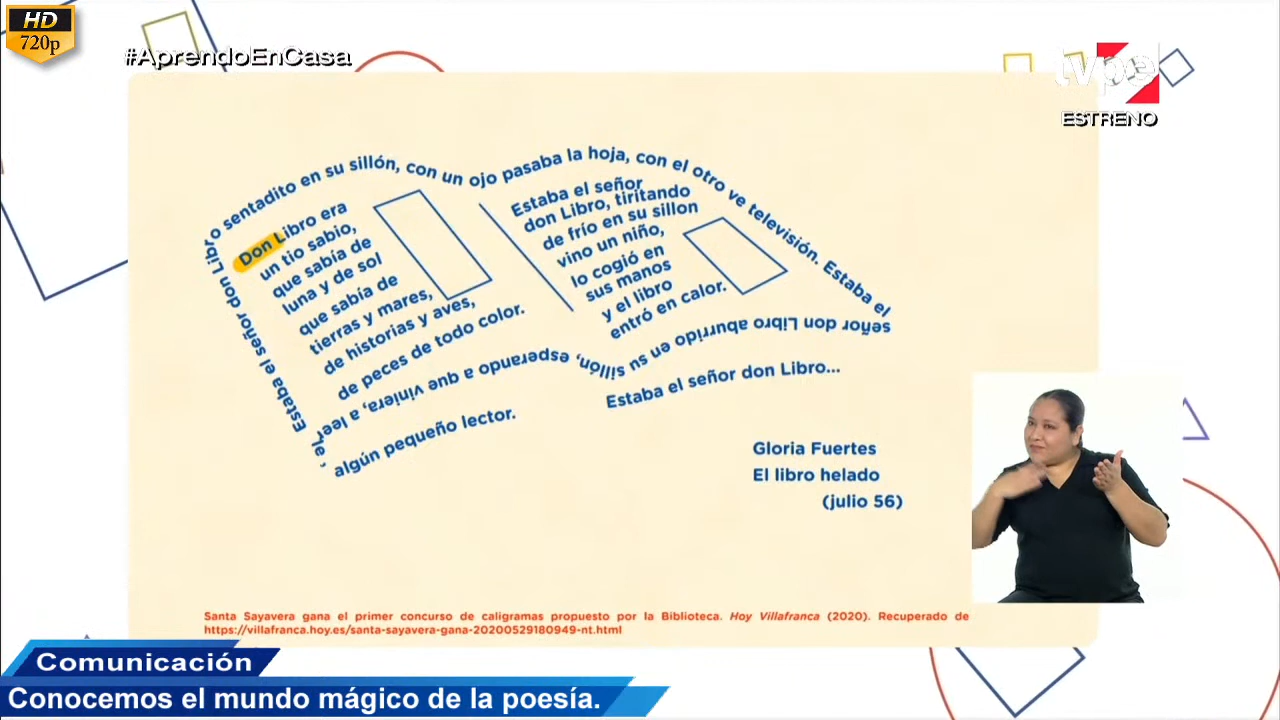 HD
720p
#AprendoEnCasa
tvpe
ESTRENO
Estaba el señor don Libro sentadito en su sillón, con un ojo pasaba la hoja, con el otro ve televisión. Estaba el
señor don Libro aburrido en su sillón, esperando a que viniera, a leerle,
algún pequeño lector.
Don Libro era
un tio sabio,
que sabía de
luna y de sol
que sabía de
tierras y mares,
de historias y aves,
de peces de todo color.
Estaba el señor
don Libro, tiritando
de frío en su sillon
vino un niño,
lo cogió en
sus manos
y el libro
entró en calor.
Estaba el señor don Libro...
Gloria Fuertes
El libro helado
(julio 56)
Santa Sayavera gana el primer concurso de caligramas propuesto por la Biblioteca. Hoy Villafranca (2020). Recuperado de
https://villafranca.hoy.es/santa-sayavera-gana-20200529180949-nt.html
Comunicación
Conocemos el mundo mágico de la poesía.